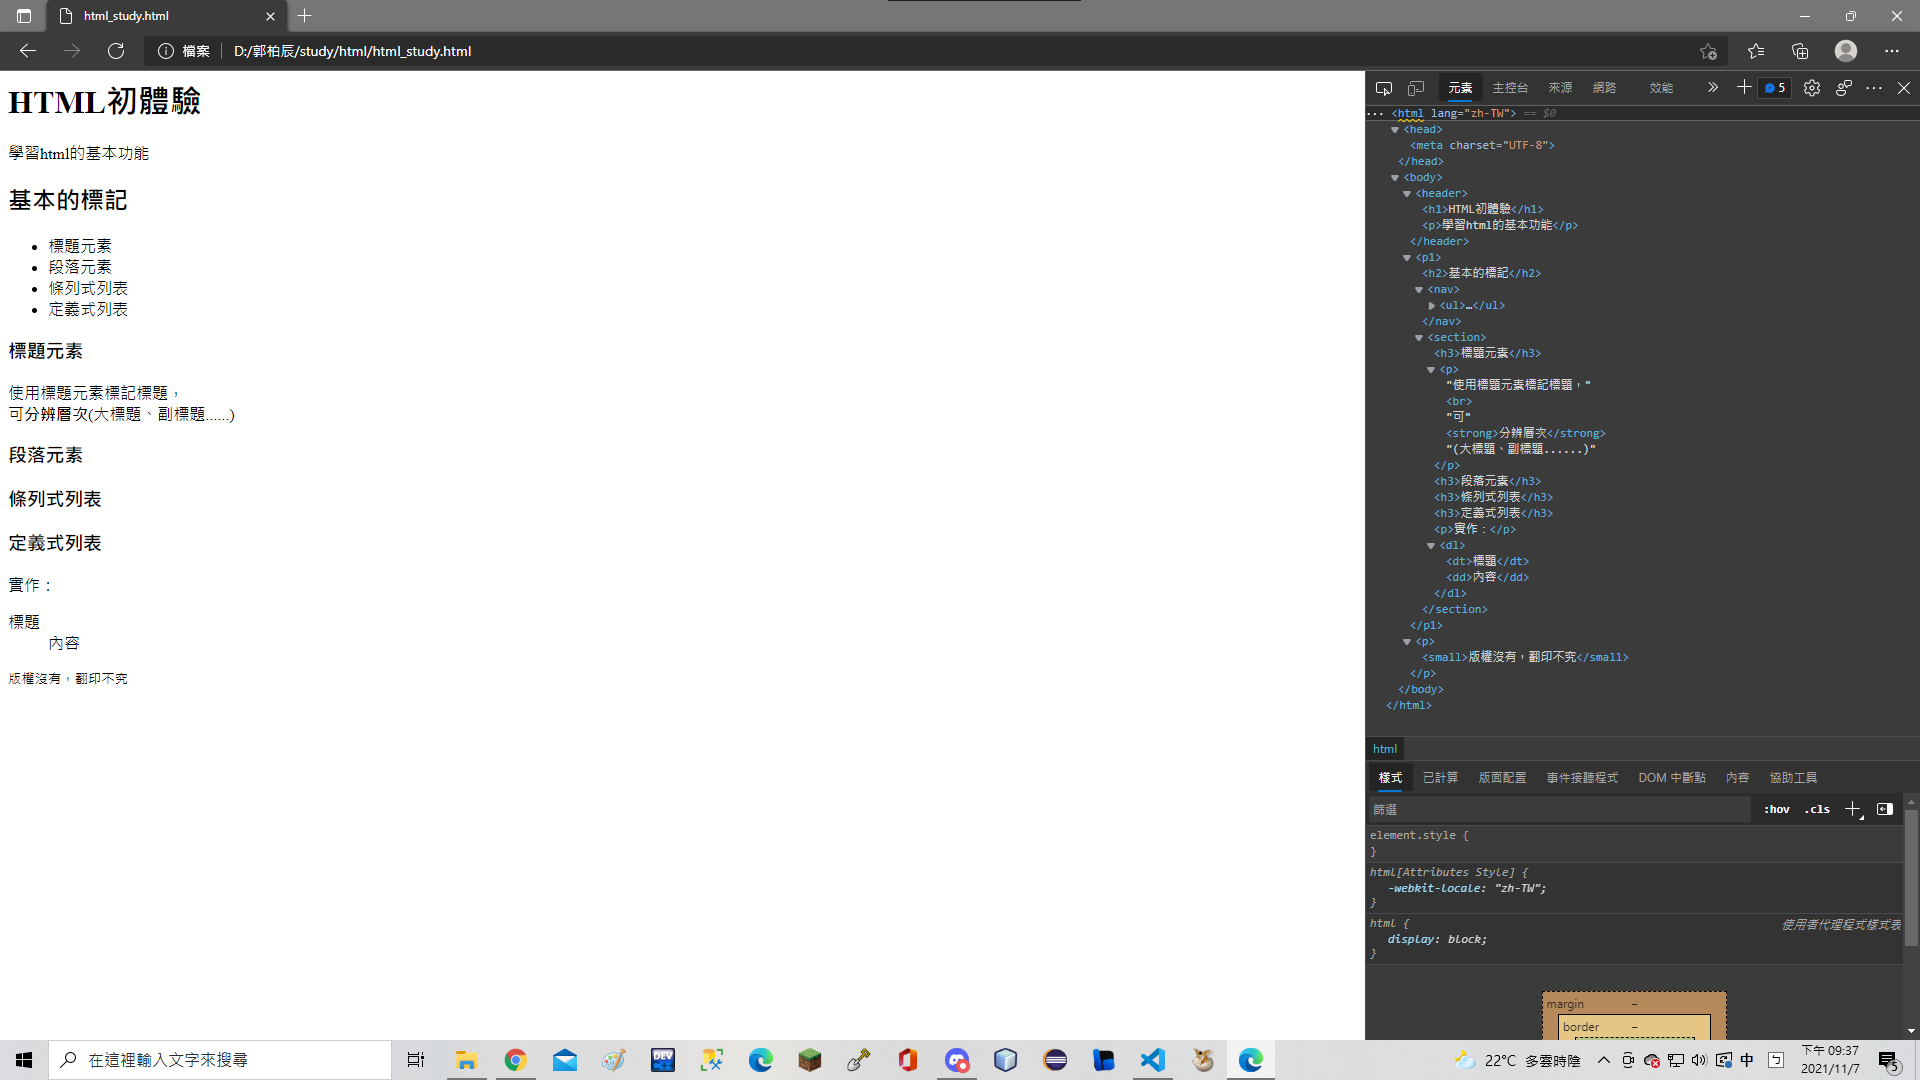 html_study.html
檔案 D:/郭柏辰/study/html/html_study.html
HTML初體驗
學習html的基本功能
基本的標記
標題元素
段落元素
條列式列表
定義式列表
標題元素
使用標題元素標記標題，
可分辨層次(大標題、副標題......)
段落元素
條列式列表
定義式列表
實作：
標題
內容
版權沒有，翻印不究
元素 主控台 來源 網路 效能 5
... <html lang="zh-TW"> == $0
<head>
<meta charset="UTF-8">
</head>
<body>
<header>
<h1>HTML初體驗</h1>
<p>學習html的基本功能</p>
</header>
<p1>
<h2>基本的標記</h2>
<nav>
<ul>…</ul>
</nav>
<section>
<h3>標題元素</h3>
<p>
"使用標題元素標記標題，"
<br>
"可"
<strong>分辨層次</strong>
"(大標題、副標題......)"
</p>
<h3>段落元素</h3>
<h3>條列式列表</h3>
<h3>定義式列表</h3>
<p>實作：</p>
<dl>
<dt>標題</dt>
<dd>內容</dd>
</dl>
</section>
</p1>
<p>
<small>版權沒有，翻印不究</small>
</p>
</body>
</html>
html
樣式 已計算 版面配置 事件接聽程式 DOM 中斷點 內容 協助工具
篩選 :hov .cls
element.style {
}
html[Attributes Style] {
-webkit-locale: "zh-TW";
}
html { 使用者代理程式樣式表
display: block;
}
margin –
border –
在這裡輸入文字來搜尋
DEV C++
22°C 多雲時陰 中
下午 09:37
2021/11/7
5